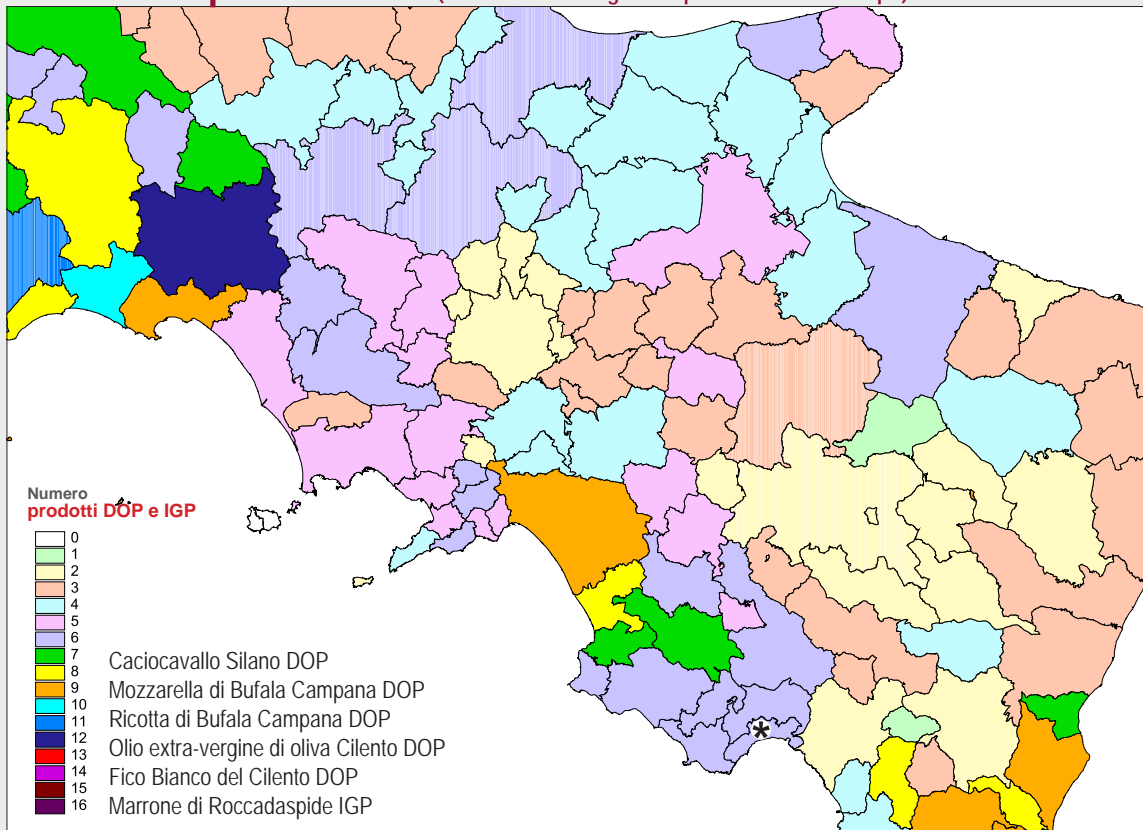 Numero
prodotti DOP e IGP
0
1
2
3
4
5
6
7
8
9
10
11
12
13
14
15
16
Caciocavallo Silano DOP
Mozzarella di Bufala Campana DOP
Ricotta di Bufala Campana DOP
Olio extra-vergine di oliva Cilento DOP
Fico Bianco del Cilento DOP
Marrone di Roccadaspide IGP
*